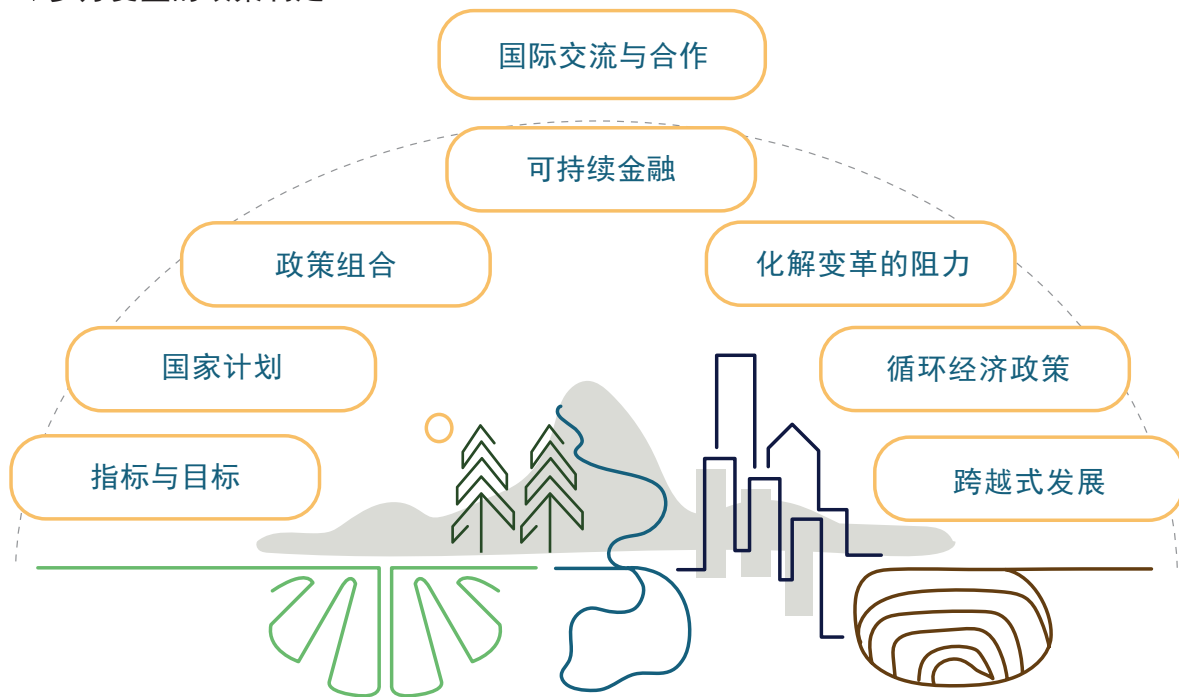 国际交流与合作
可持续金融
政策组合
化解变革的阻力
国家计划
循环经济政策
指标与目标
跨越式发展